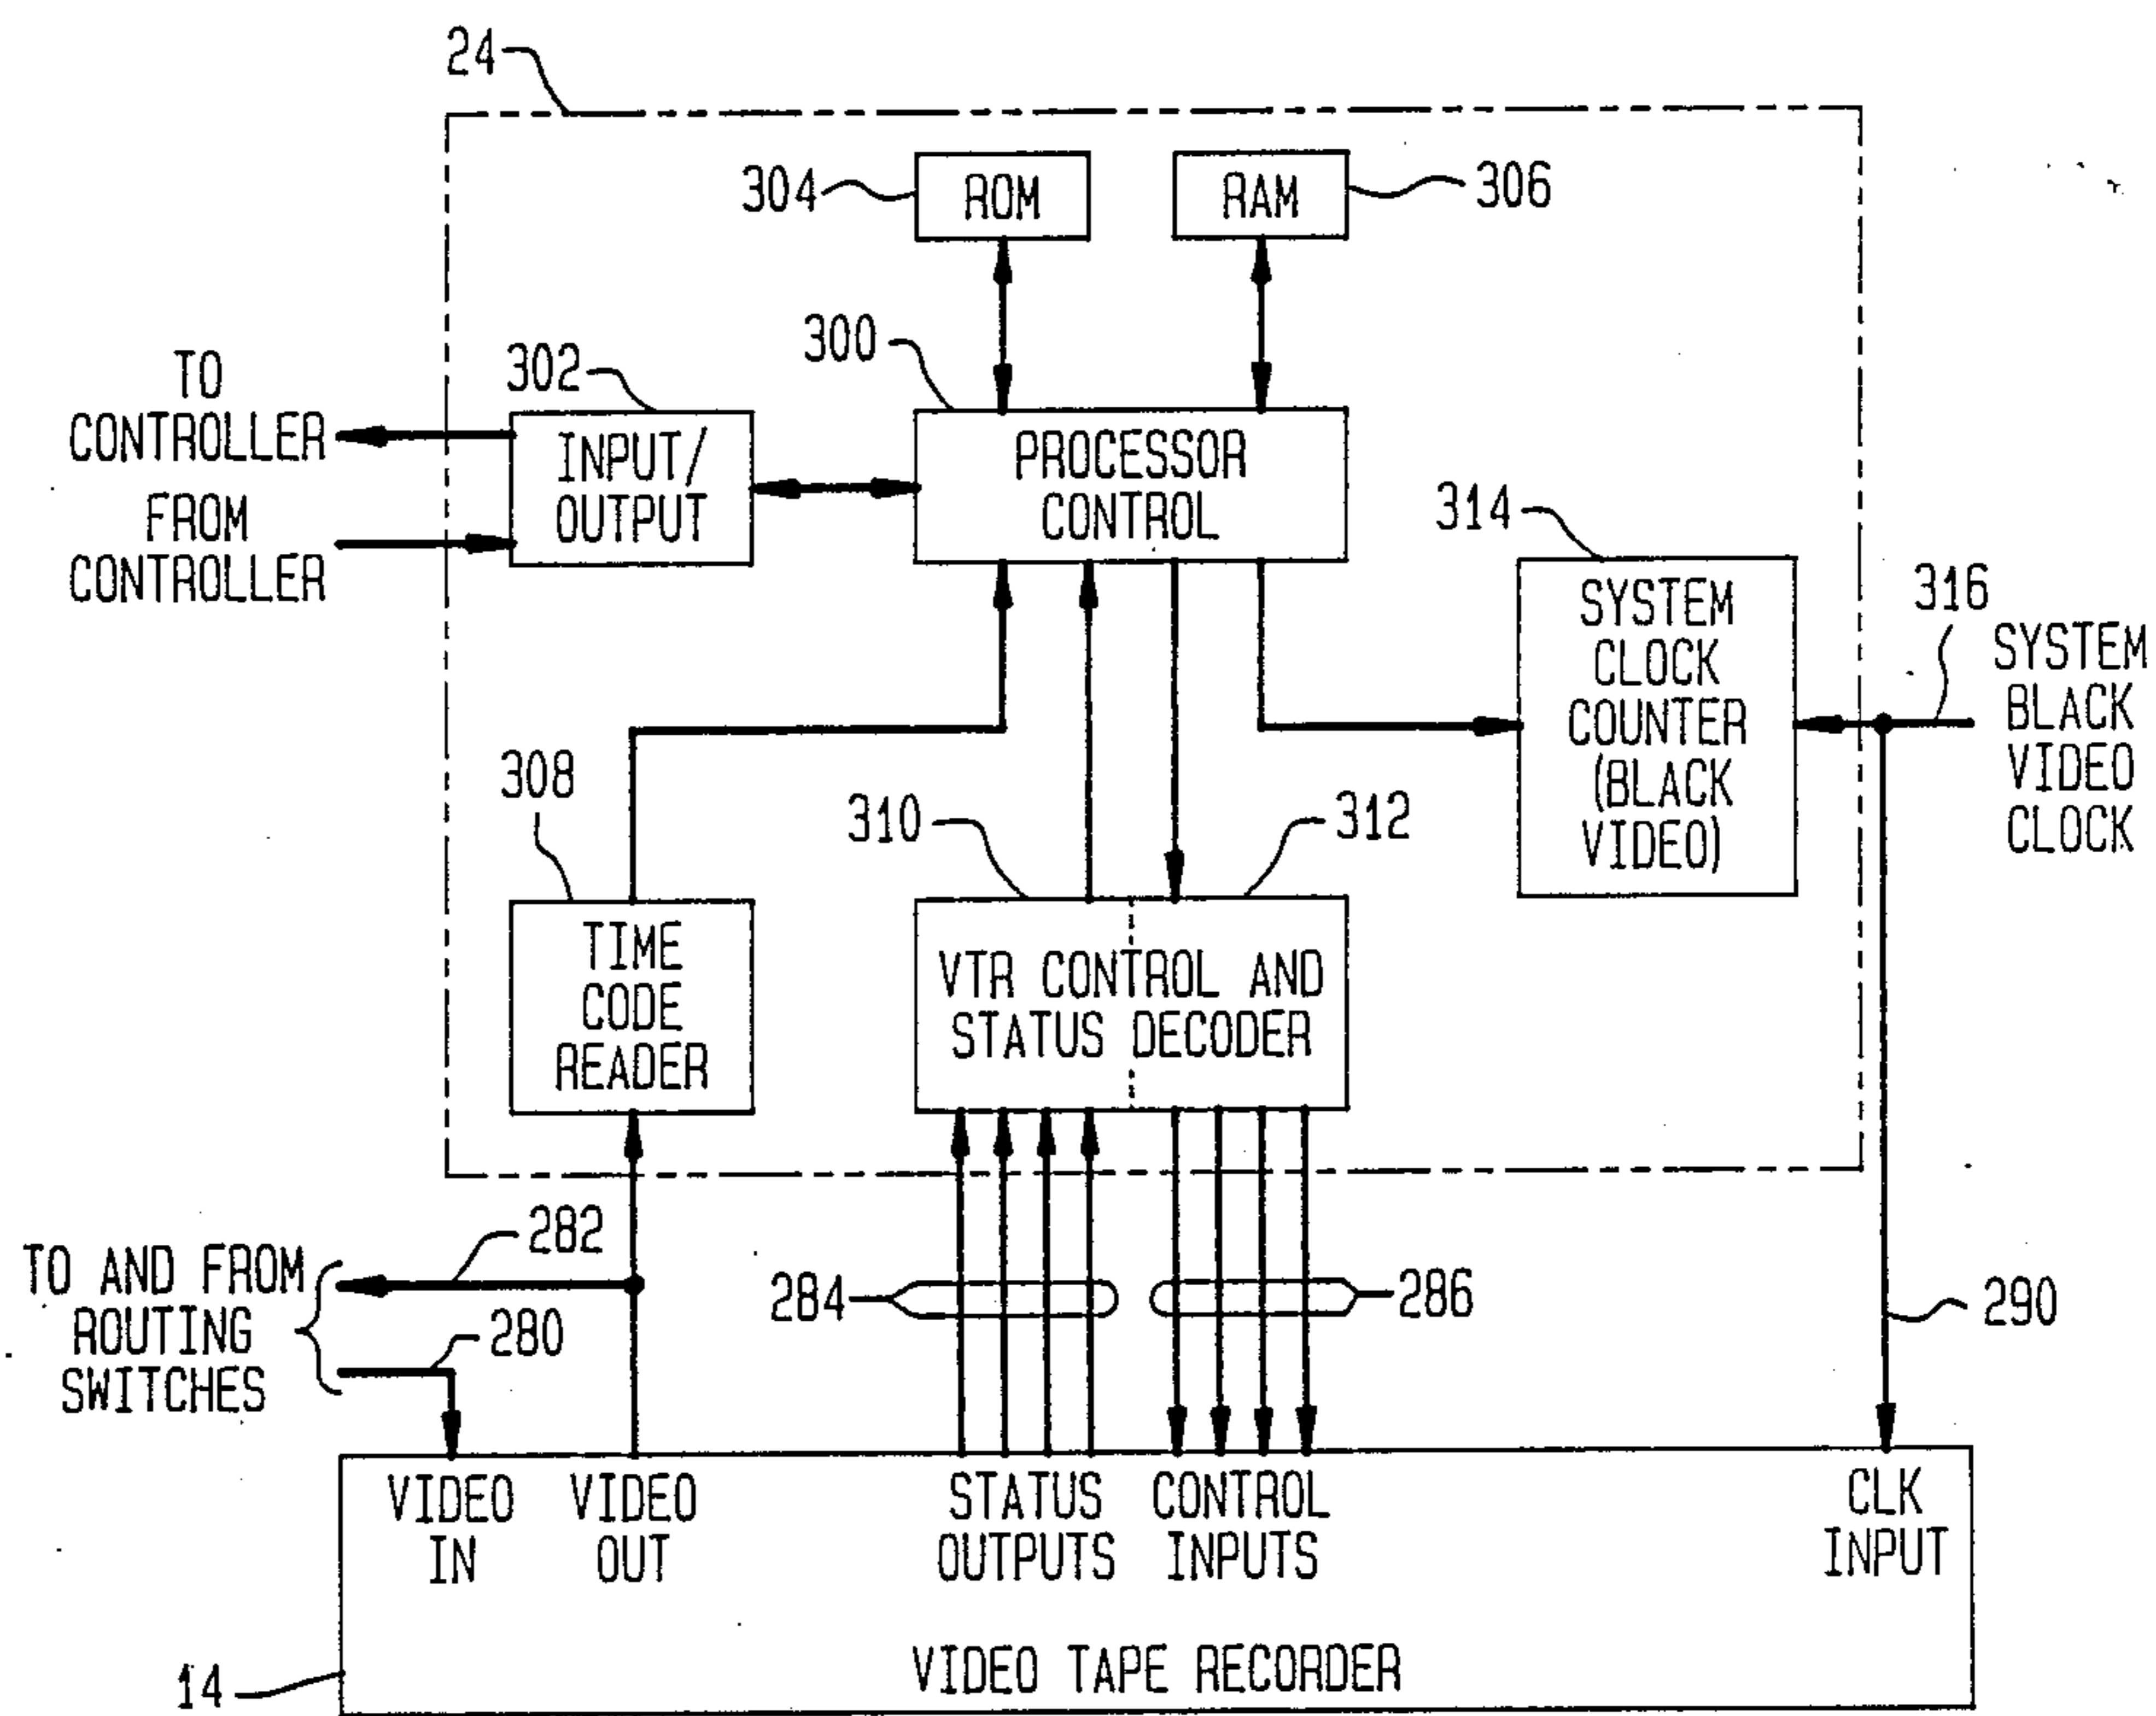 24
304
ROM
RAM
306
300
302
TO
CONTROLLER
FROM
CONTROLLER
INPUT/
OUTPUT
PROCESSOR
CONTROL
314
SYSTEM
CLOCK
COUNTER
(BLACK
VIDEO)
316
SYSTEM
BLACK
VIDEO
CLOCK
308
310
312
TIME
CODE
READER
VTR CONTROL AND
STATUS DECODER
282
TO AND FROM
ROUTING
SWITCHES
280
284
286
290
VIDEO
IN
VIDEO
OUT
STATUS
OUTPUTS
CONTROL
INPUTS
CLK
INPUT
14
VIDEO TAPE RECORDER